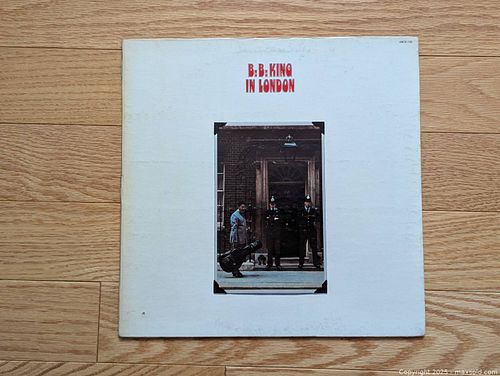 B.B. KING
IN LONDON
Copyright 2025 - maxsold.com